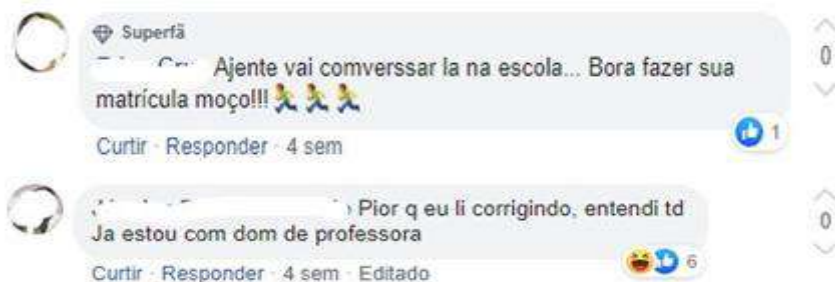 Superfã
0
Ajente vai comverssar la na escola... Bora fazer sua
matrícula moço!!! 🏃🏃🏃
1
Curtir · Responder · 4 sem
Pior q eu li corrigindo, entendi td
0
Ja estou com dom de professora
6
Curtir · Responder · 4 sem · Editado